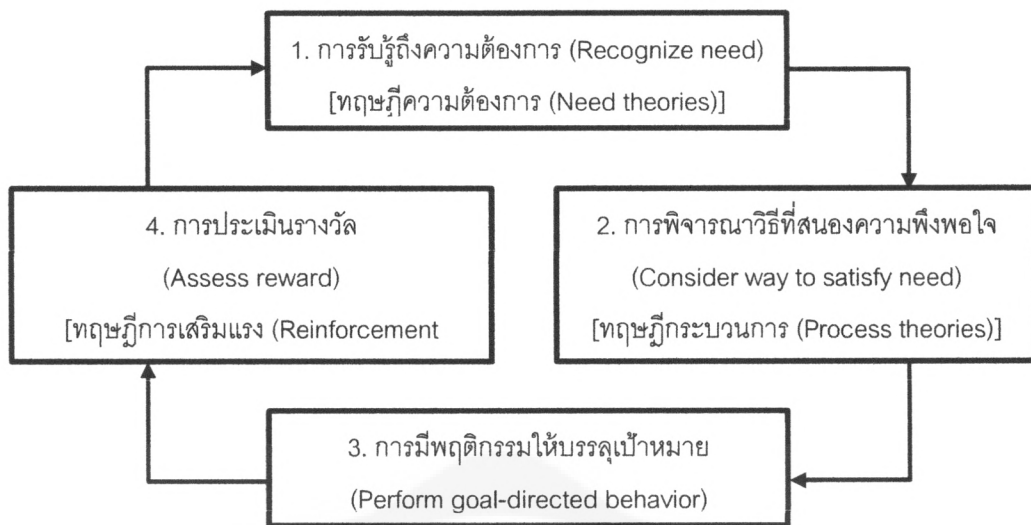 1. การรับรู้ถึงความต้องการ (Recognize need)
[ทฤษฎีความต้องการ (Need theories)]
4. การประเมินรางวัล
(Assess reward)
[ทฤษฎีการเสริมแรง (Reinforcement
2. การพิจารณาวิธีที่สนองความพึงพอใจ
(Consider way to satisfy need)
[ทฤษฎีกระบวนการ (Process theories)]
3. การมีพฤติกรรมให้บรรลุเป้าหมาย
(Perform goal-directed behavior)